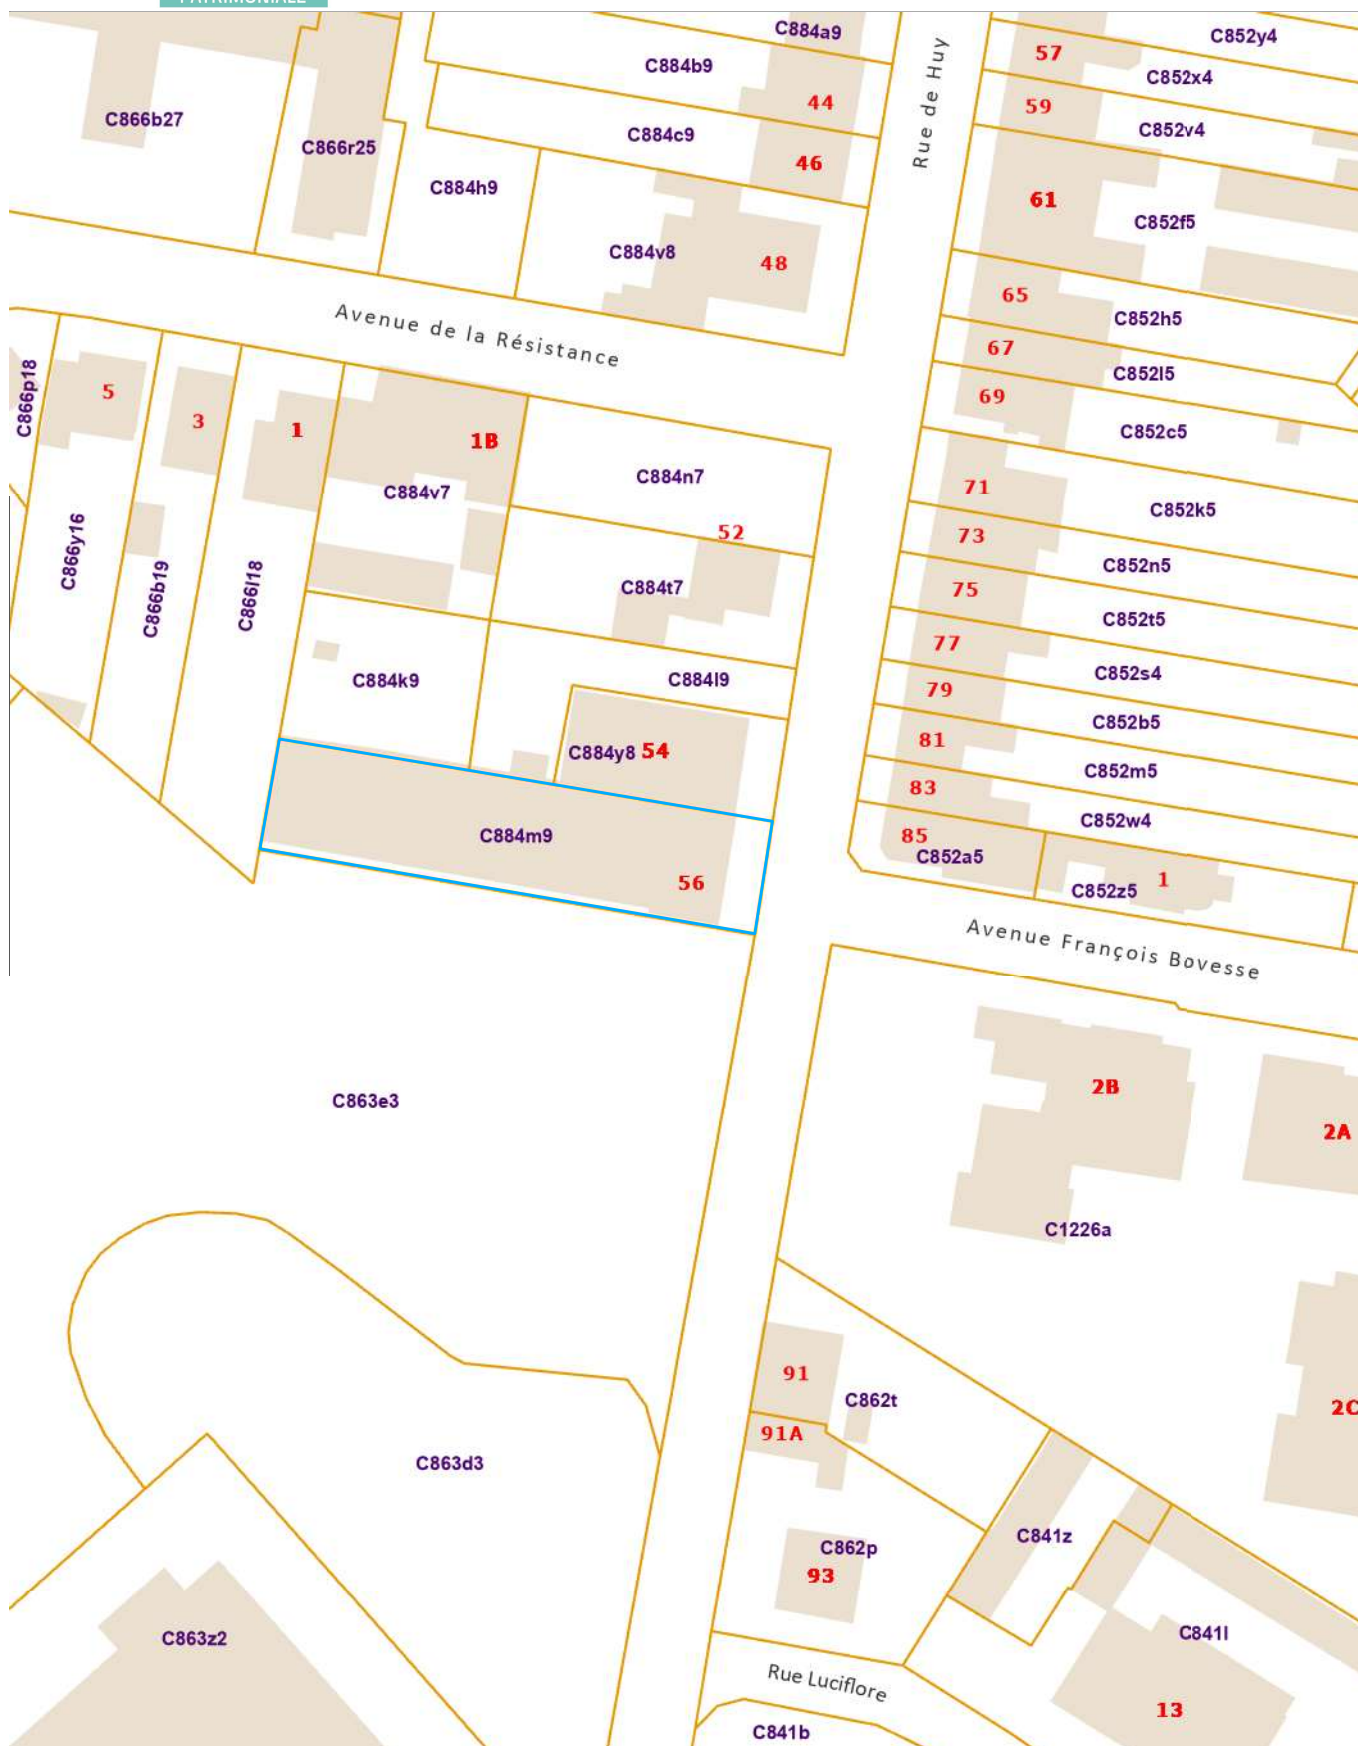 PATRIMONIALE
C884a9
C852y4
57
C884b9
C852x4
Rue de Huy
44
59
C866b27
C884c9
C852v4
C866r25
46
C884h9
61
C852f5
C884v8
48
65
Avenue de la Résistance
C852h5
67
C852l5
C866p18
5
3
1
1B
69
C852c5
C884n7
C884v7
71
C852k5
52
73
C866y16
C866b19
C866l18
C852n5
C884t7
75
C852t5
77
C884k9
C884l9
C852s4
79
C852b5
C884y8
54
81
C852m5
83
C852w4
C884m9
85
C852a5
56
C852z5
1
Avenue François Bovesse
C863e3
2B
2A
C1226a
91
C862t
2C
91A
C863d3
C841z
C862p
93
C863z2
C841l
Rue Luciflore
13
C841b